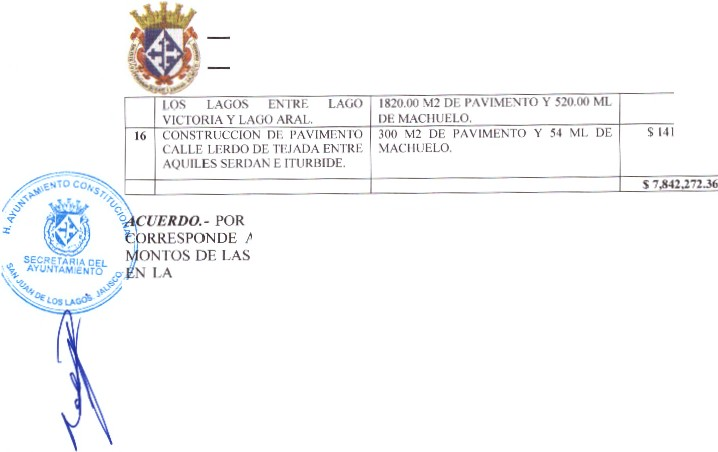 LOS LAGOS ENTRE LAGO VICTORIA Y LAGO ARAL.
1820.00 M2 DE PAVIMENTO Y 520.00 ML DE MACHUELO.
16 CONSTRUCCION DE PAVIMENTO CALLE LERDO DE TEJADA ENTRE AQUILES SERDAN E ITURBIDE.
300 M2 DE PAVIMENTO Y 54 ML DE MACHUELO.
$ 141
$ 7,842,272.36
H. AYUNTAMIENTO CONSTITUCIONAL
SECRETARIA DEL
AYUNTAMIENTO
SAN JUAN DE LOS LAGOS, JALISCO.
ACUERDO.- POR
CORRESPONDE A
MONTOS DE LAS
EN LA